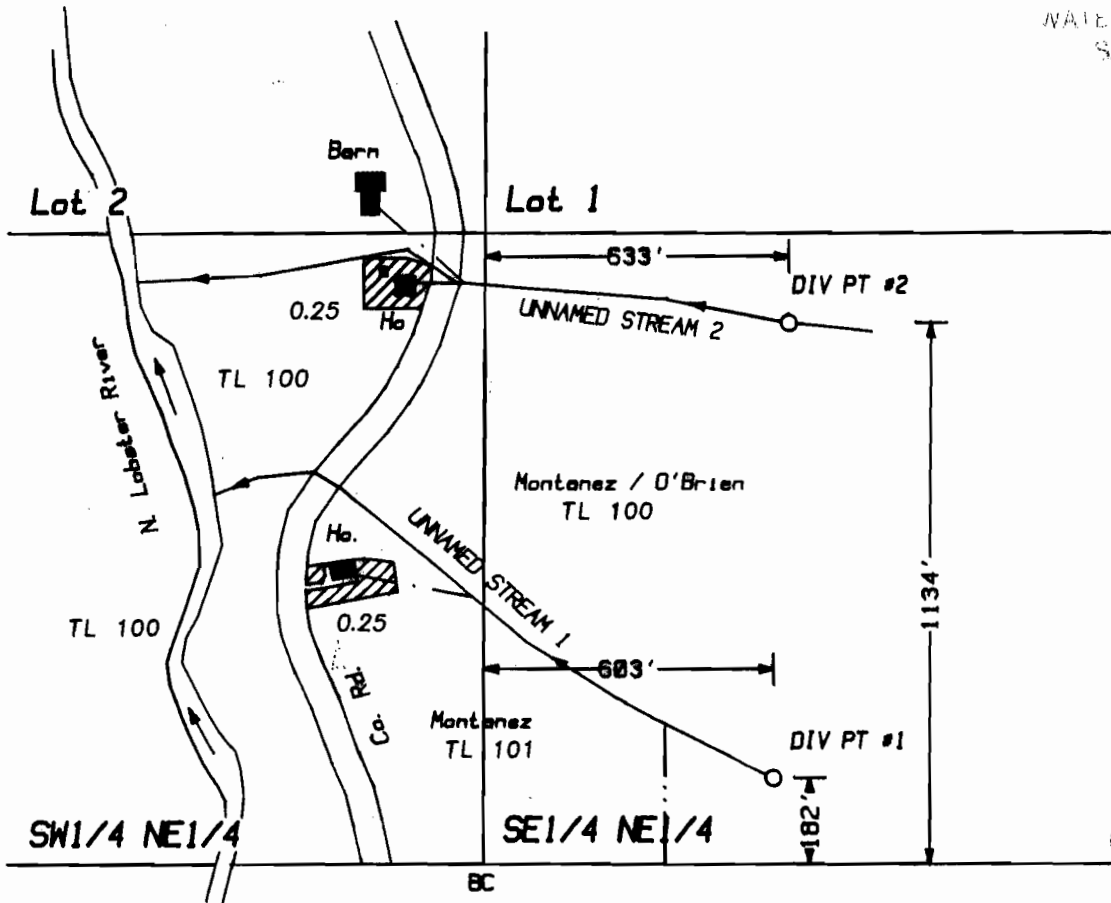 Barn
Lot 2
Lot 1
633'
DIV PT #2
UNNAMED STREAM 2
0.25
Ho
TL 100
N. Lobster River
Montanez / O'Brien
TL 100
UNNAMED STREAM 1
Ho.
1134'
0.25
TL 100
603'
Co. Rd.
Montanez
TL 101
DIV PT #1
182'
SW1/4 NE1/4
SE1/4 NE1/4